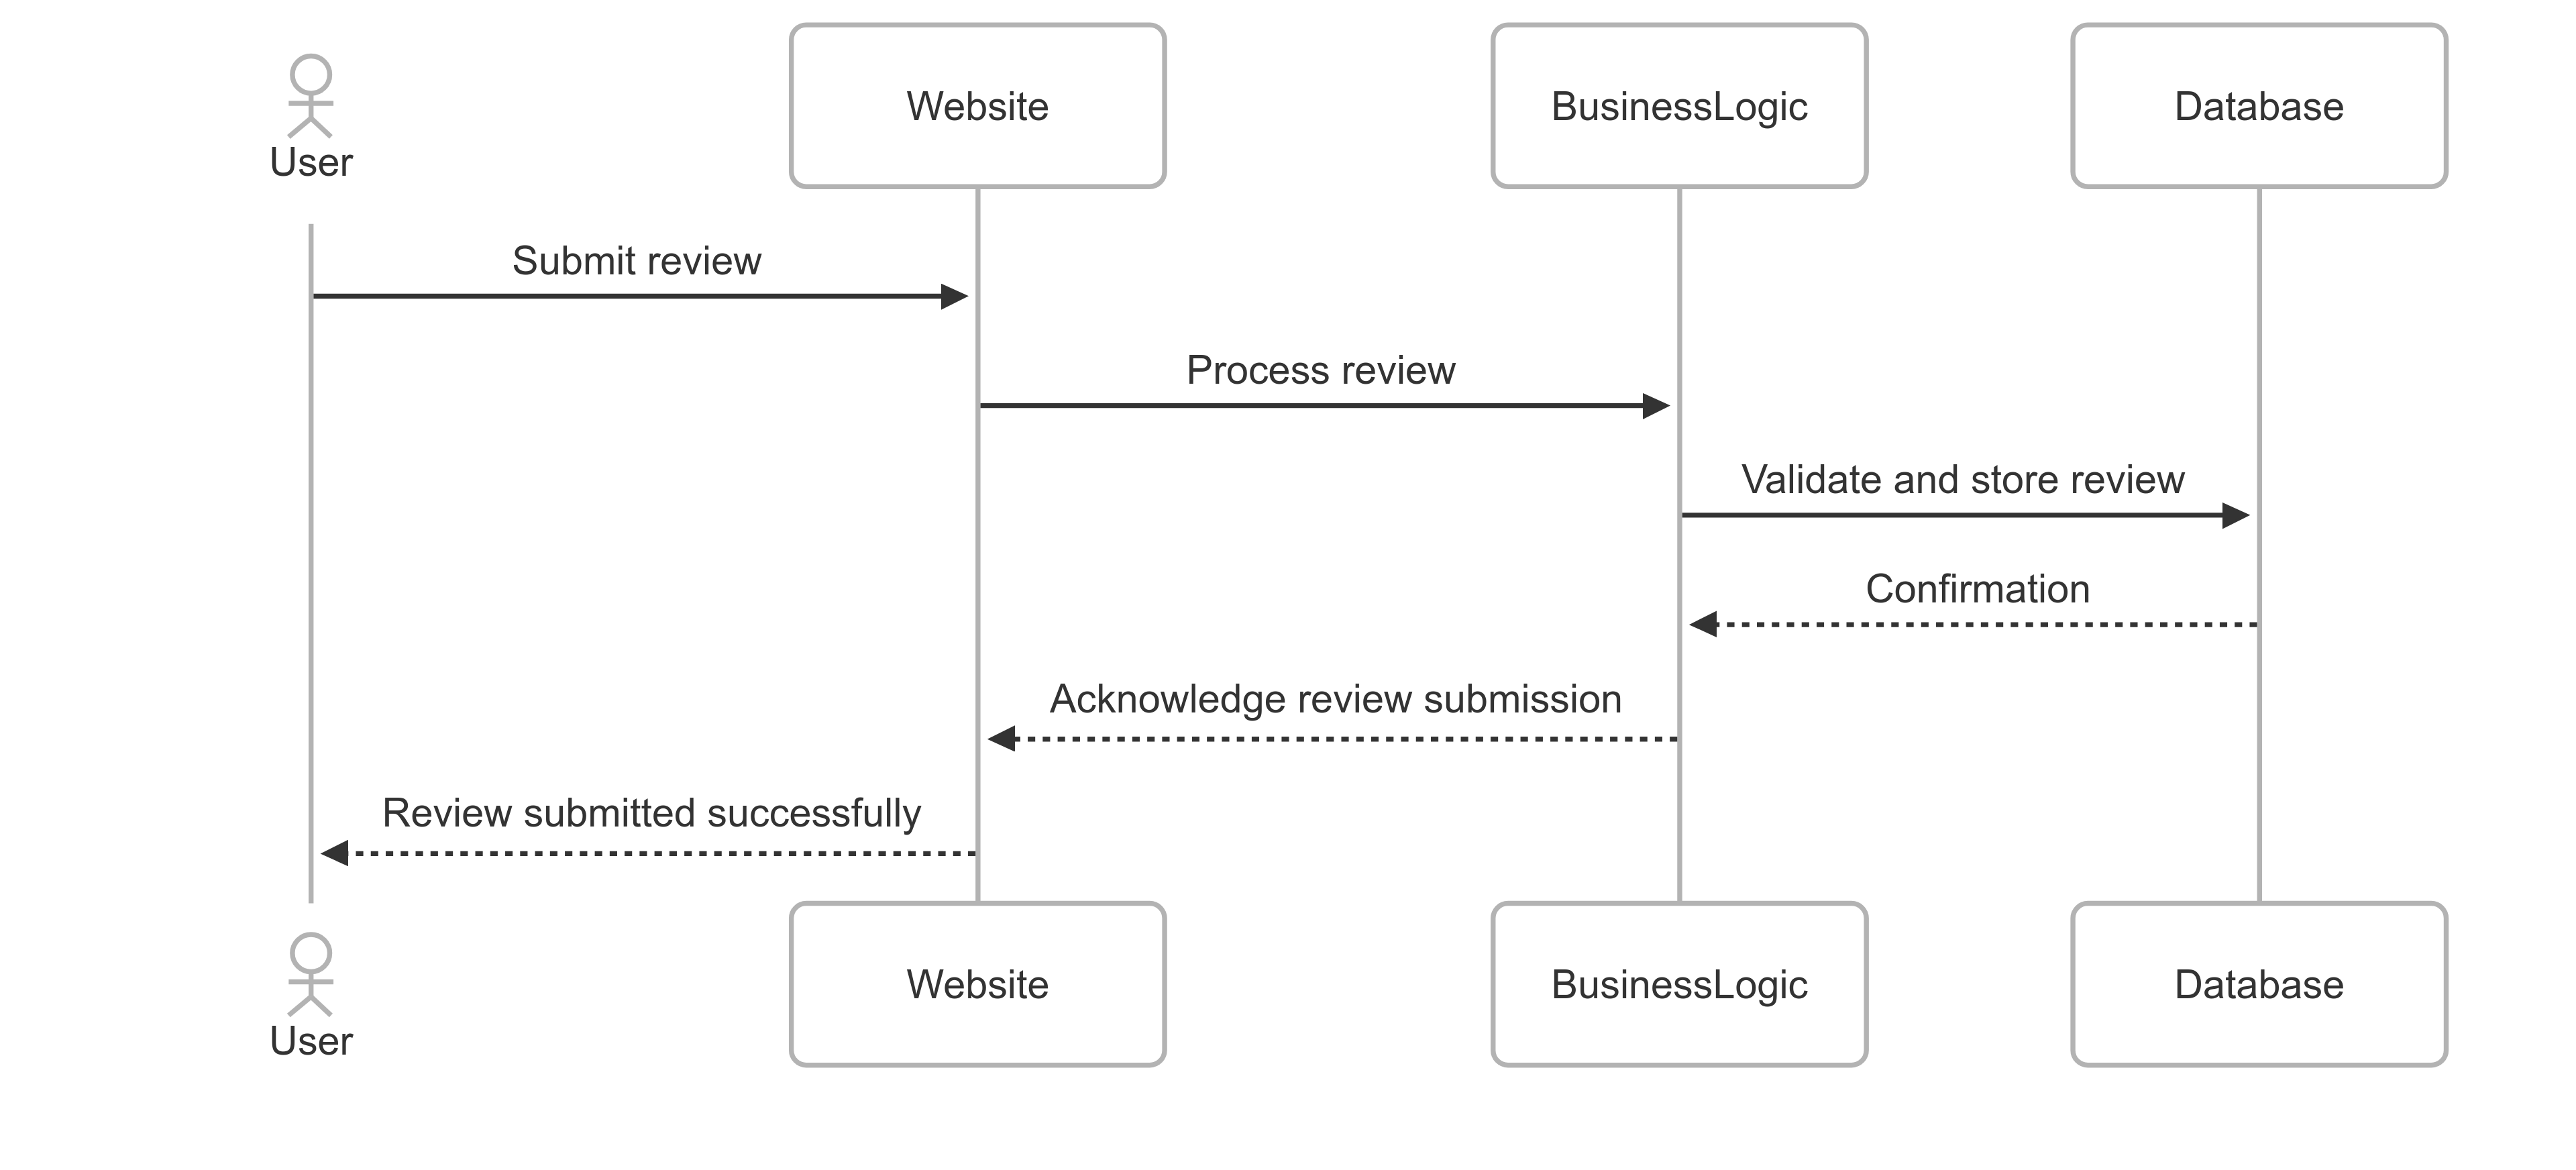 User
Website
BusinessLogic
Database
Submit review
Process review
Validate and store review
Confirmation
Acknowledge review submission
Review submitted successfully
User
Website
BusinessLogic
Database